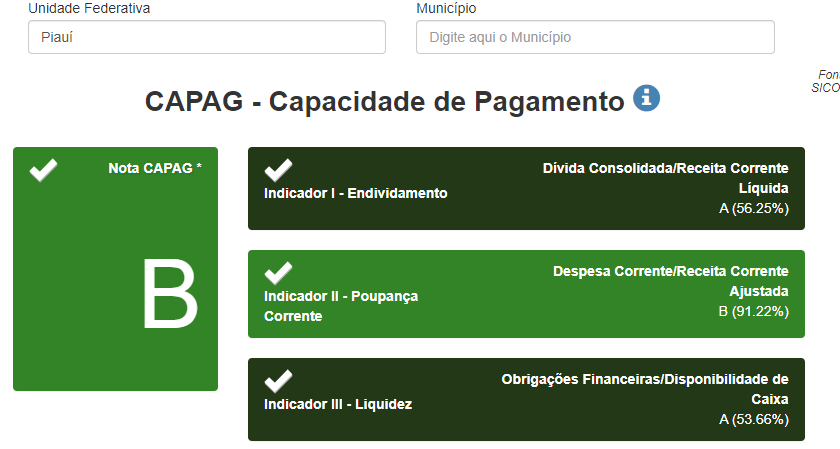 Unidade Federativa
Município
Piauí
Digite aqui o Município
CAPAG - Capacidade de Pagamento
Nota CAPAG *
B
Indicador I - Endividamento
Dívida Consolidada/Receita Corrente
Líquida
A (56.25%)
Indicador II - Poupança
Corrente
Despesa Corrente/Receita Corrente
Ajustada
B (91.22%)
Indicador III - Liquidez
Obrigações Financeiras/Disponibilidade de
Caixa
A (53.66%)